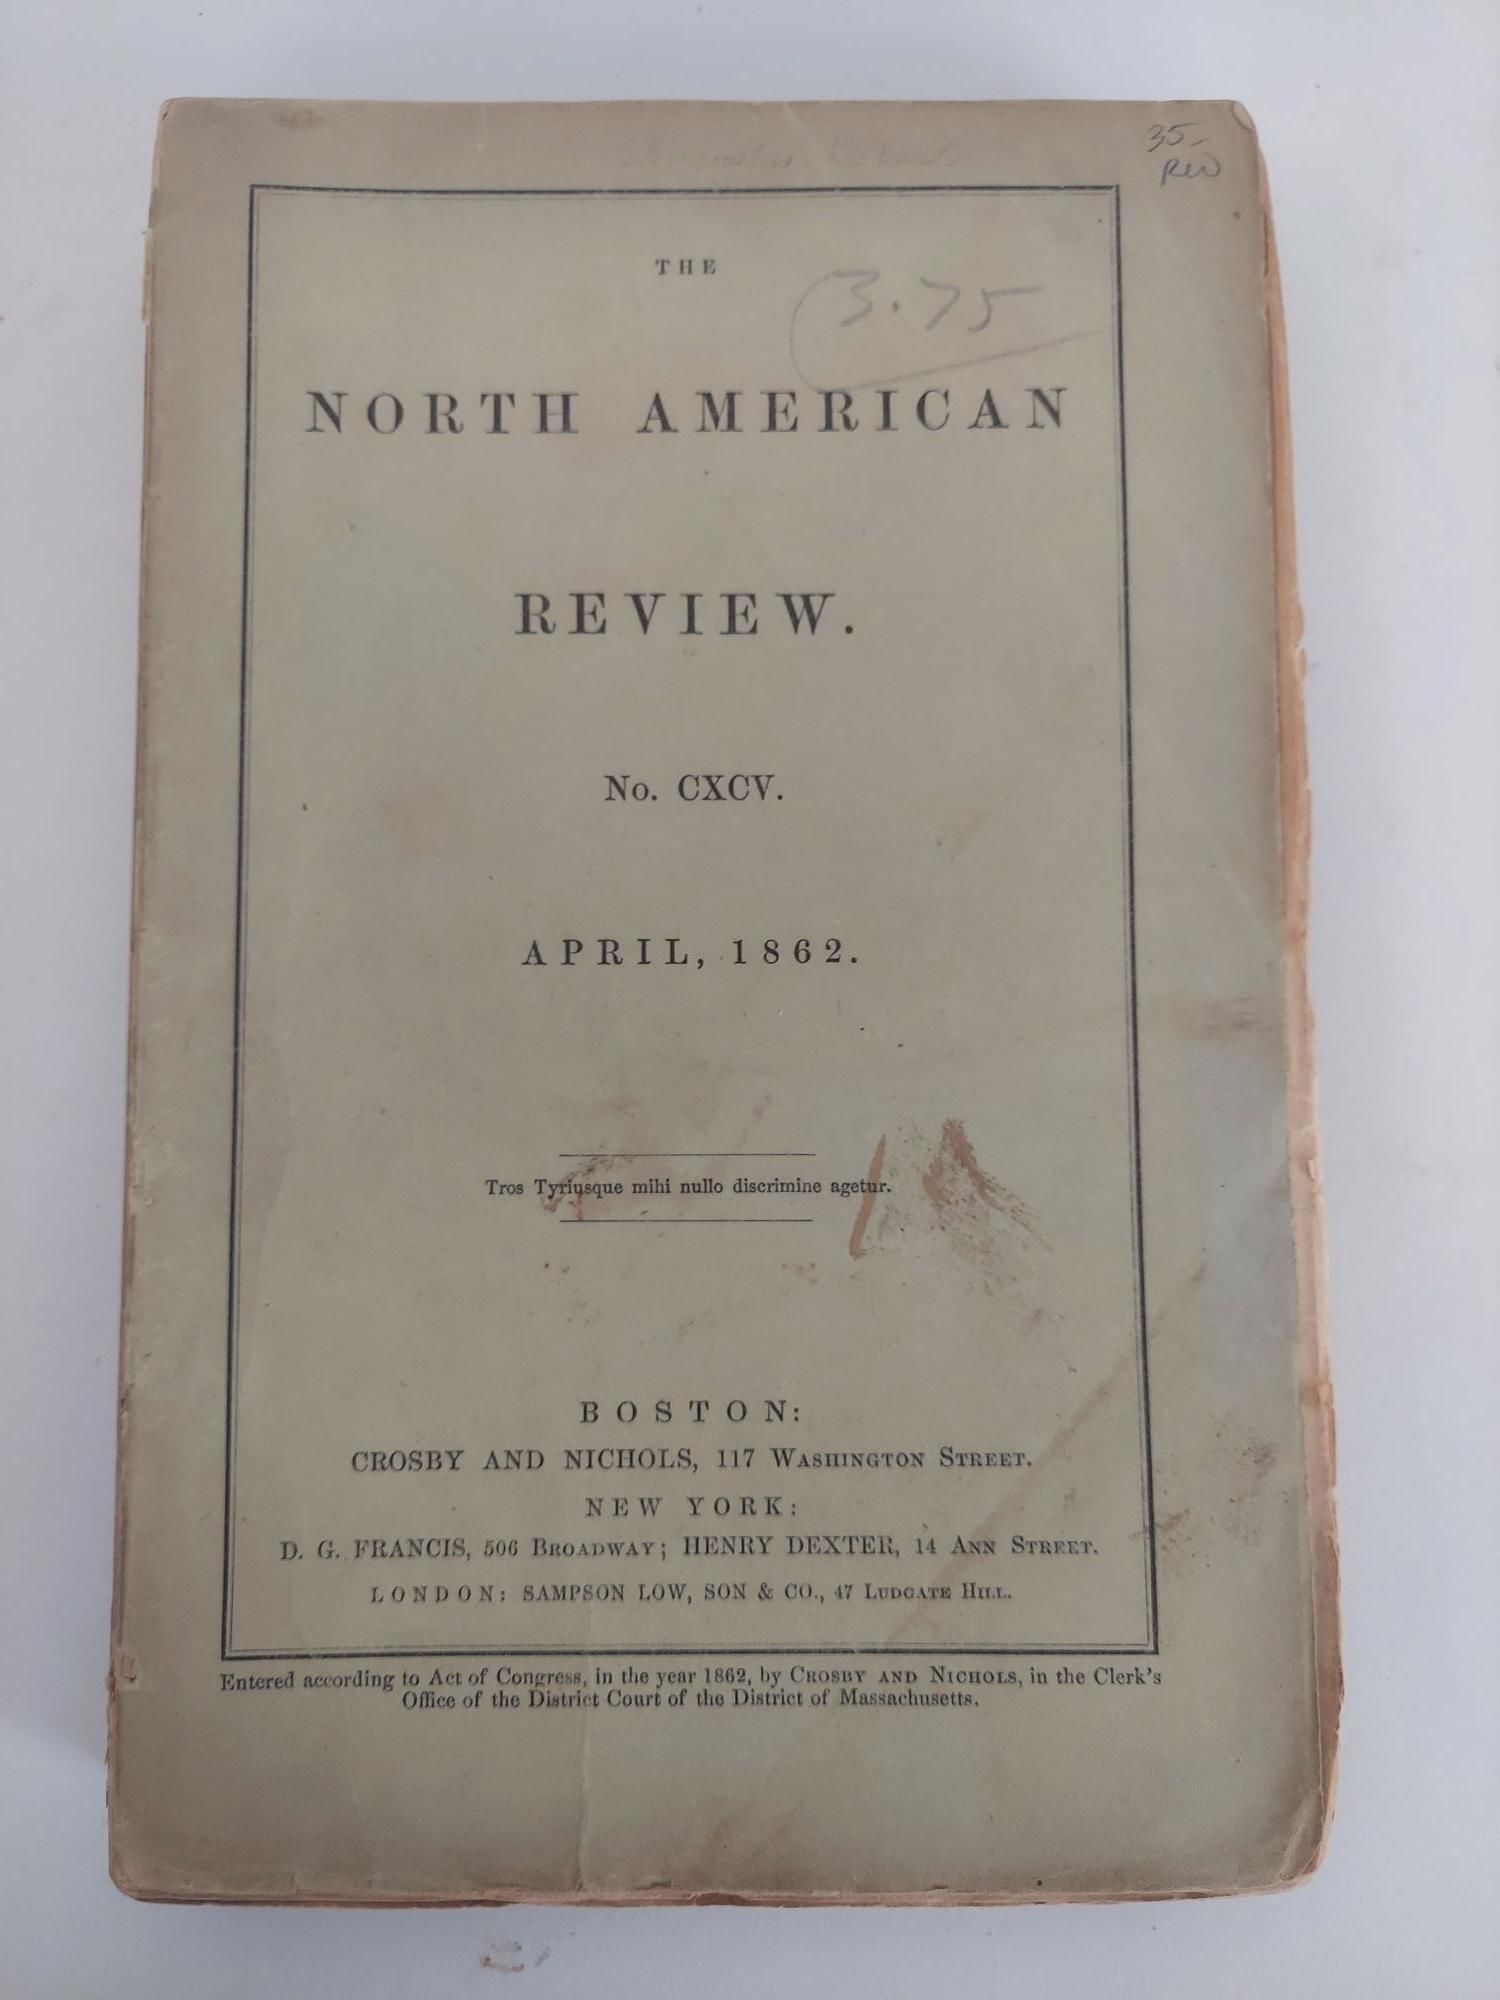 35-
THE
3.75
NORTH AMERICAN
REVIEW.
No. CXCV.
APRIL, 1862.
Tros Tyriusque mihi nullo discrimine agetur.
BOSTON:
CROSBY AND NICHOLS, 117 WASHINGTON STREET.
NEW YORK:
D. G. FRANCIS, 506 BROADWAY; HENRY DEXTER, 14 ANN STREET.
LONDON: SAMPSON LOW, SON & CO., 47 LUDGATE HILL.
Entered according to Act of Congress, in the year 1862, by CROSBY AND NICHOLS, in the Clerk's
Office of the District Court of the District of Massachusetts.